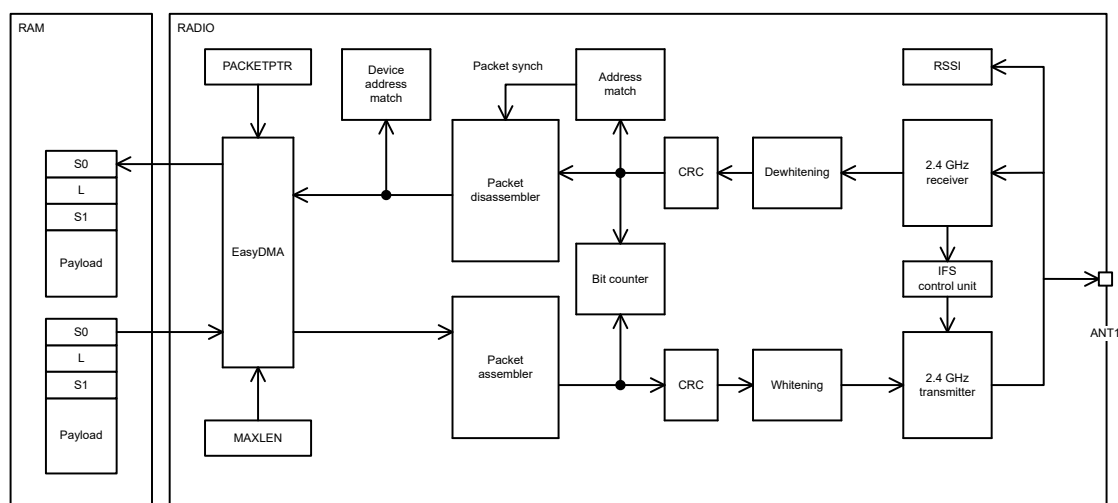 RAM
RADIO
PACKETPTR
Device
address
match
Packet synch
Address
match
RSSI
S0
L
S1
Payload
EasyDMA
Packet
disassembler
CRC
Dewhitening
2.4 GHz
receiver
Bit counter
IFS
control unit
ANT1
S0
L
S1
Payload
Packet
assembler
CRC
Whitening
2.4 GHz
transmitter
MAXLEN